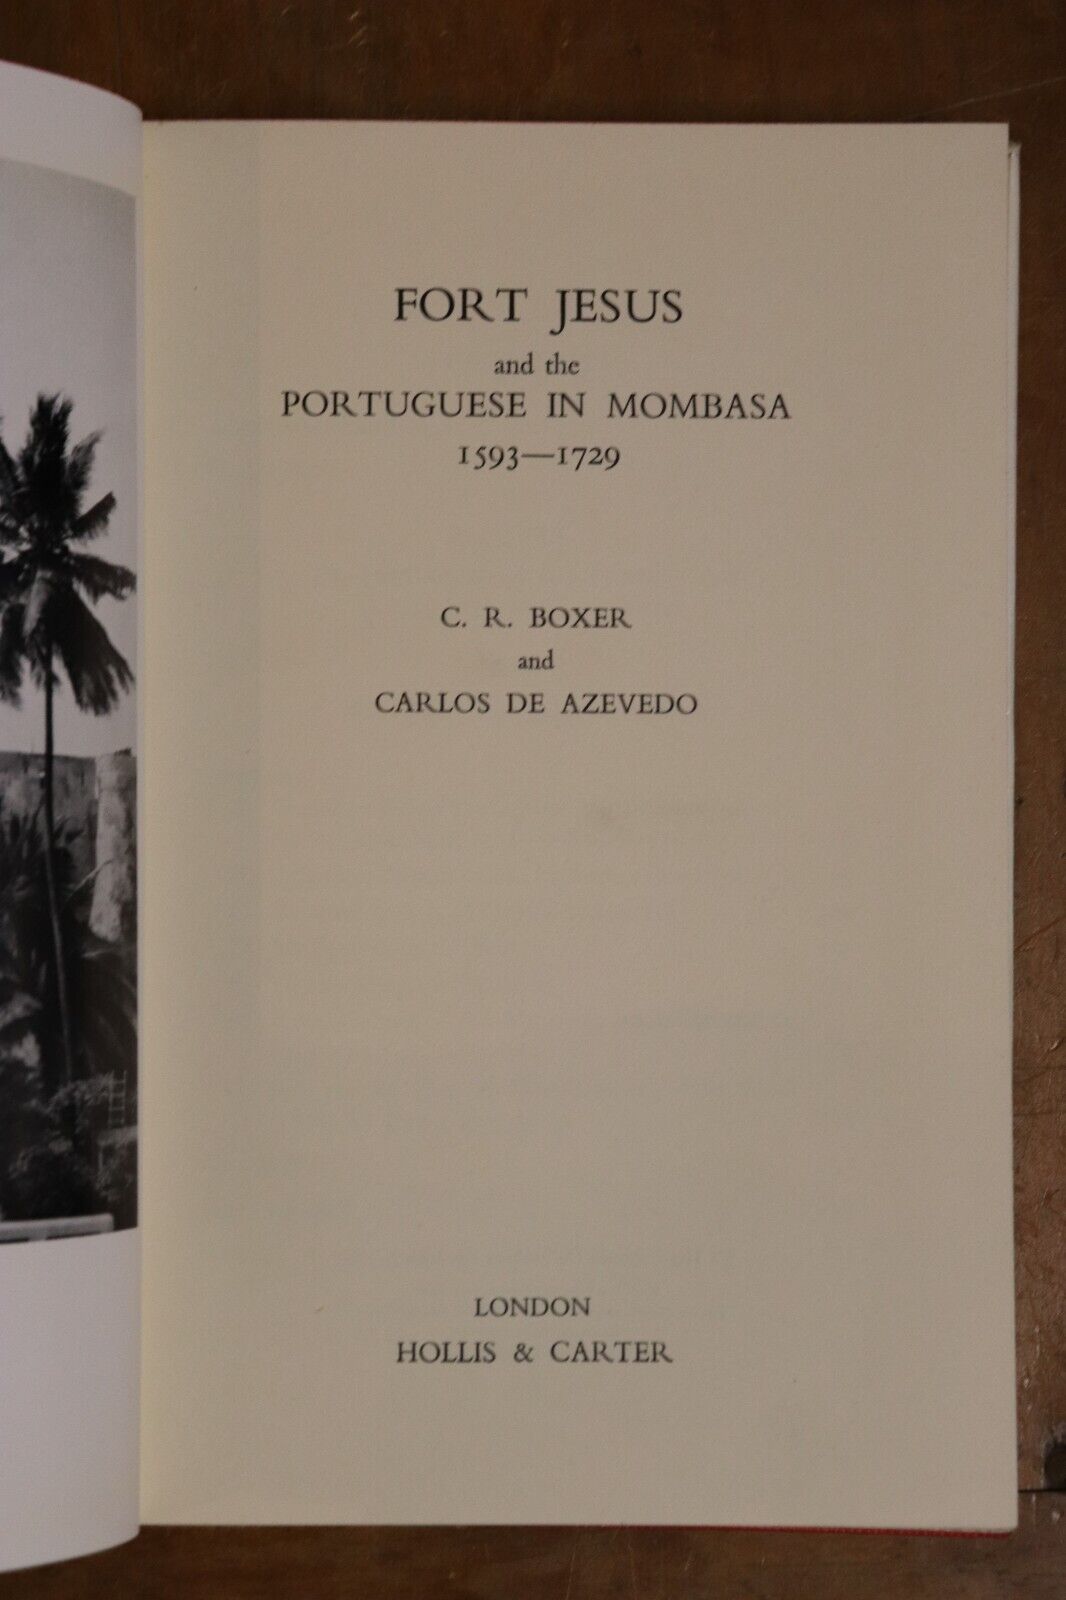 FORT JESUS
and the
PORTUGUESE IN MOMBASA
1593—1729
C. R. BOXER
and
CARLOS DE AZEVEDO
LONDON
HOLLIS & CARTER